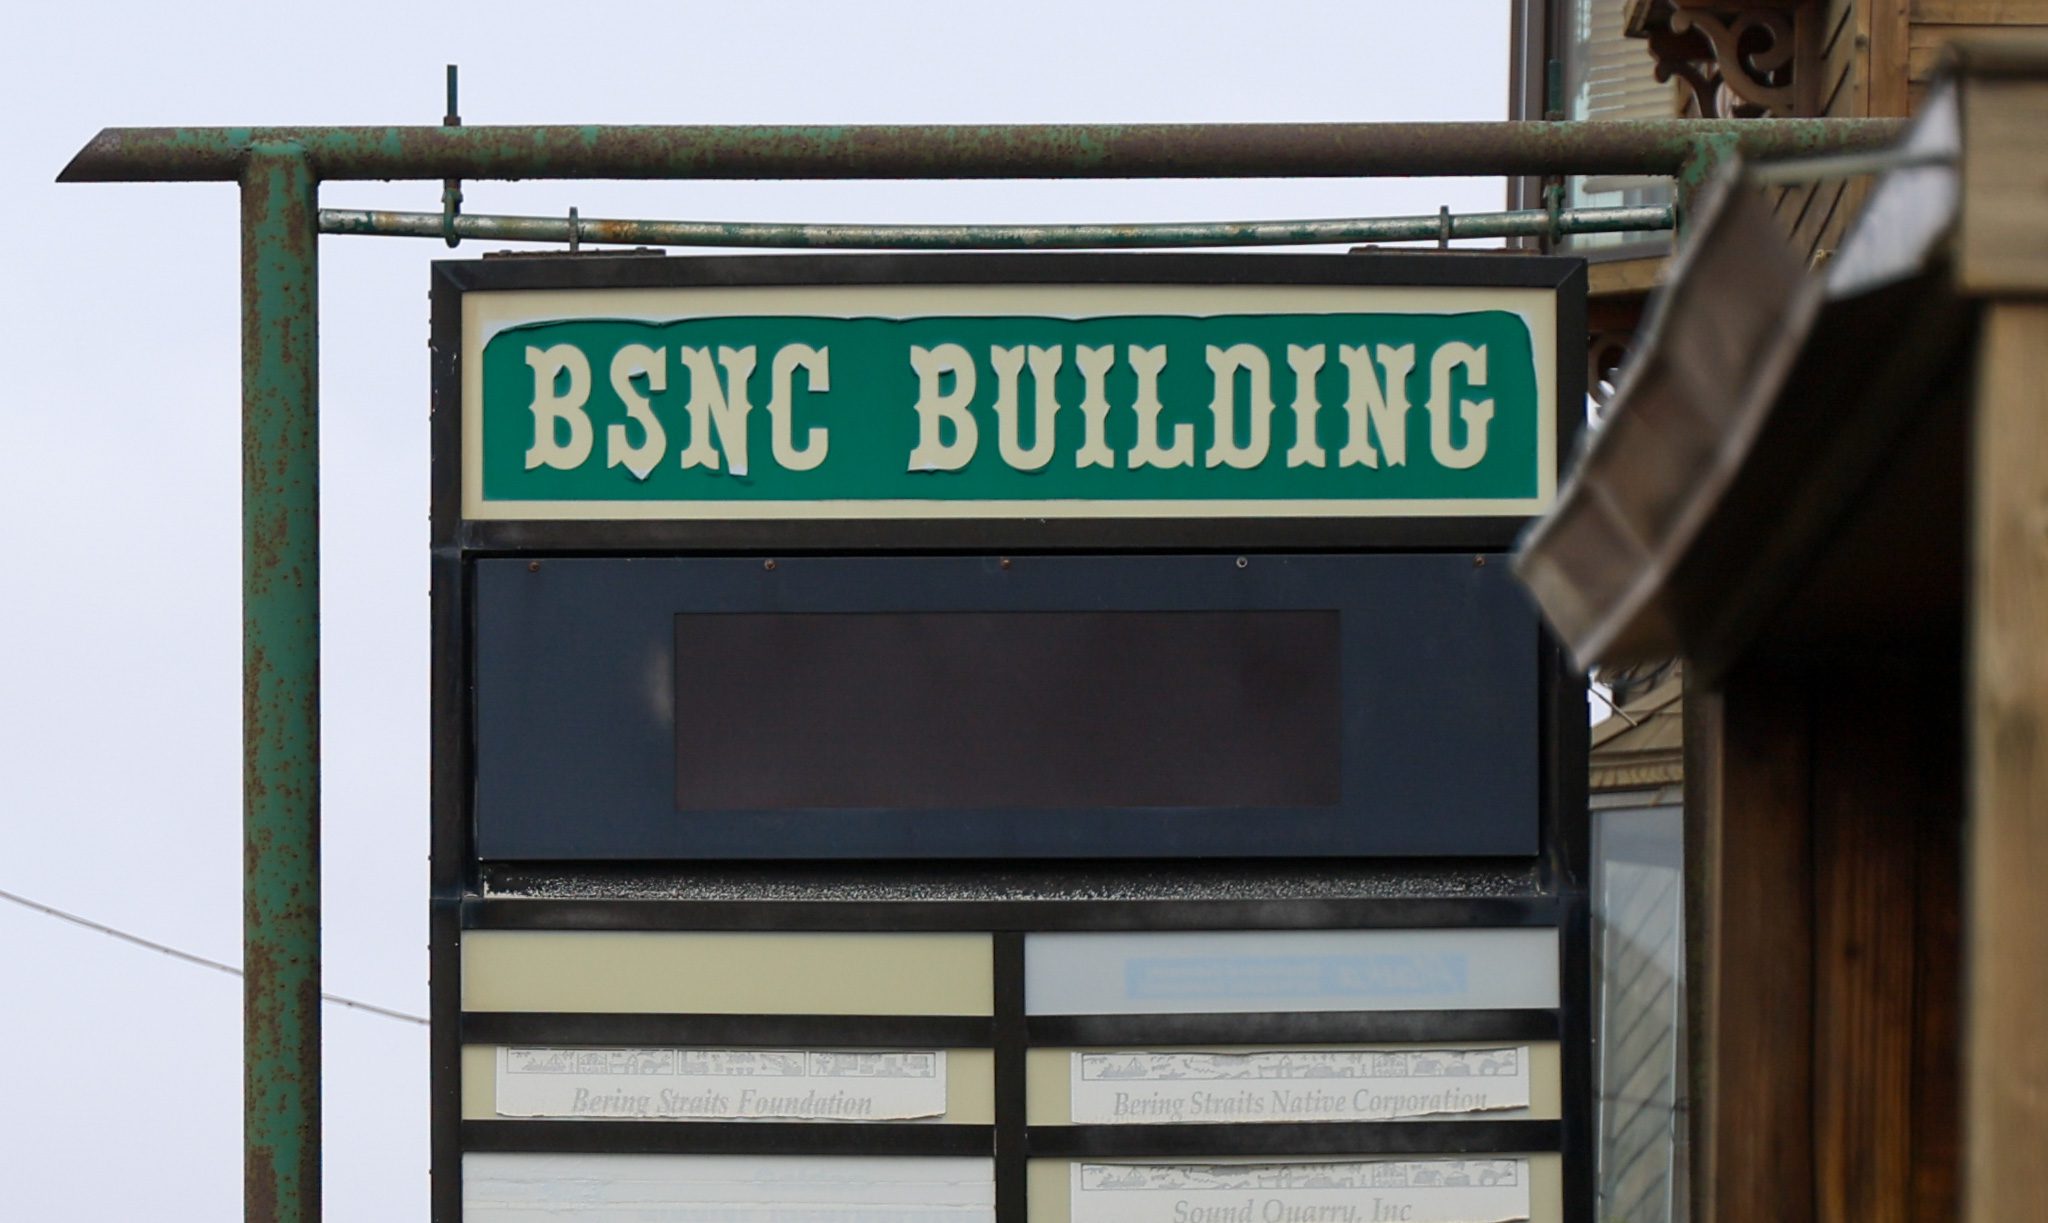 BSNC BUILDING
Bering Straits Foundation
Bering Straits Native Corporation
Sound Quarry, Inc